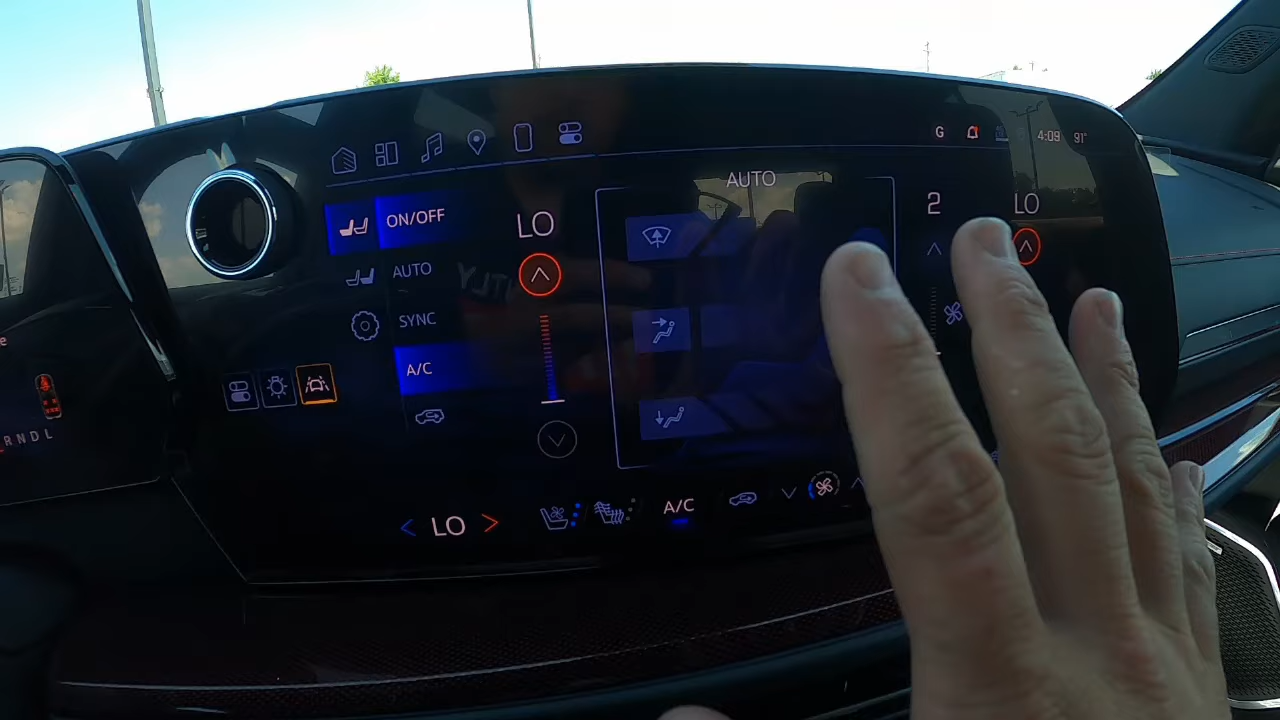 G 4:09 91°
AUTO
ON/OFF
LO
2
LO
AUTO
SYNC
A/C
e
RNDL
LO
A/C